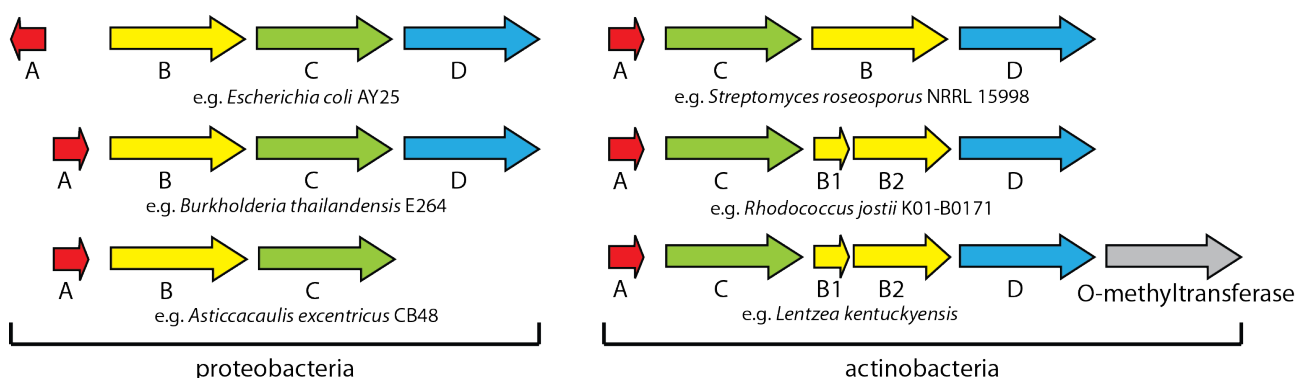 A B C D
e.g. Escherichia coli AY25
A B C D
e.g. Burkholderia thailandensis E264
A B C
e.g. Asticcacaulis excentricus CB48
proteobacteria
A C B D
e.g. Streptomyces roseosporus NRRL 15998
A C B1 B2 D
e.g. Rhodococcus jostii K01-B0171
A C B1 B2 D O-methyltransferase
e.g. Lentzea kentuckyensis
actinobacteria